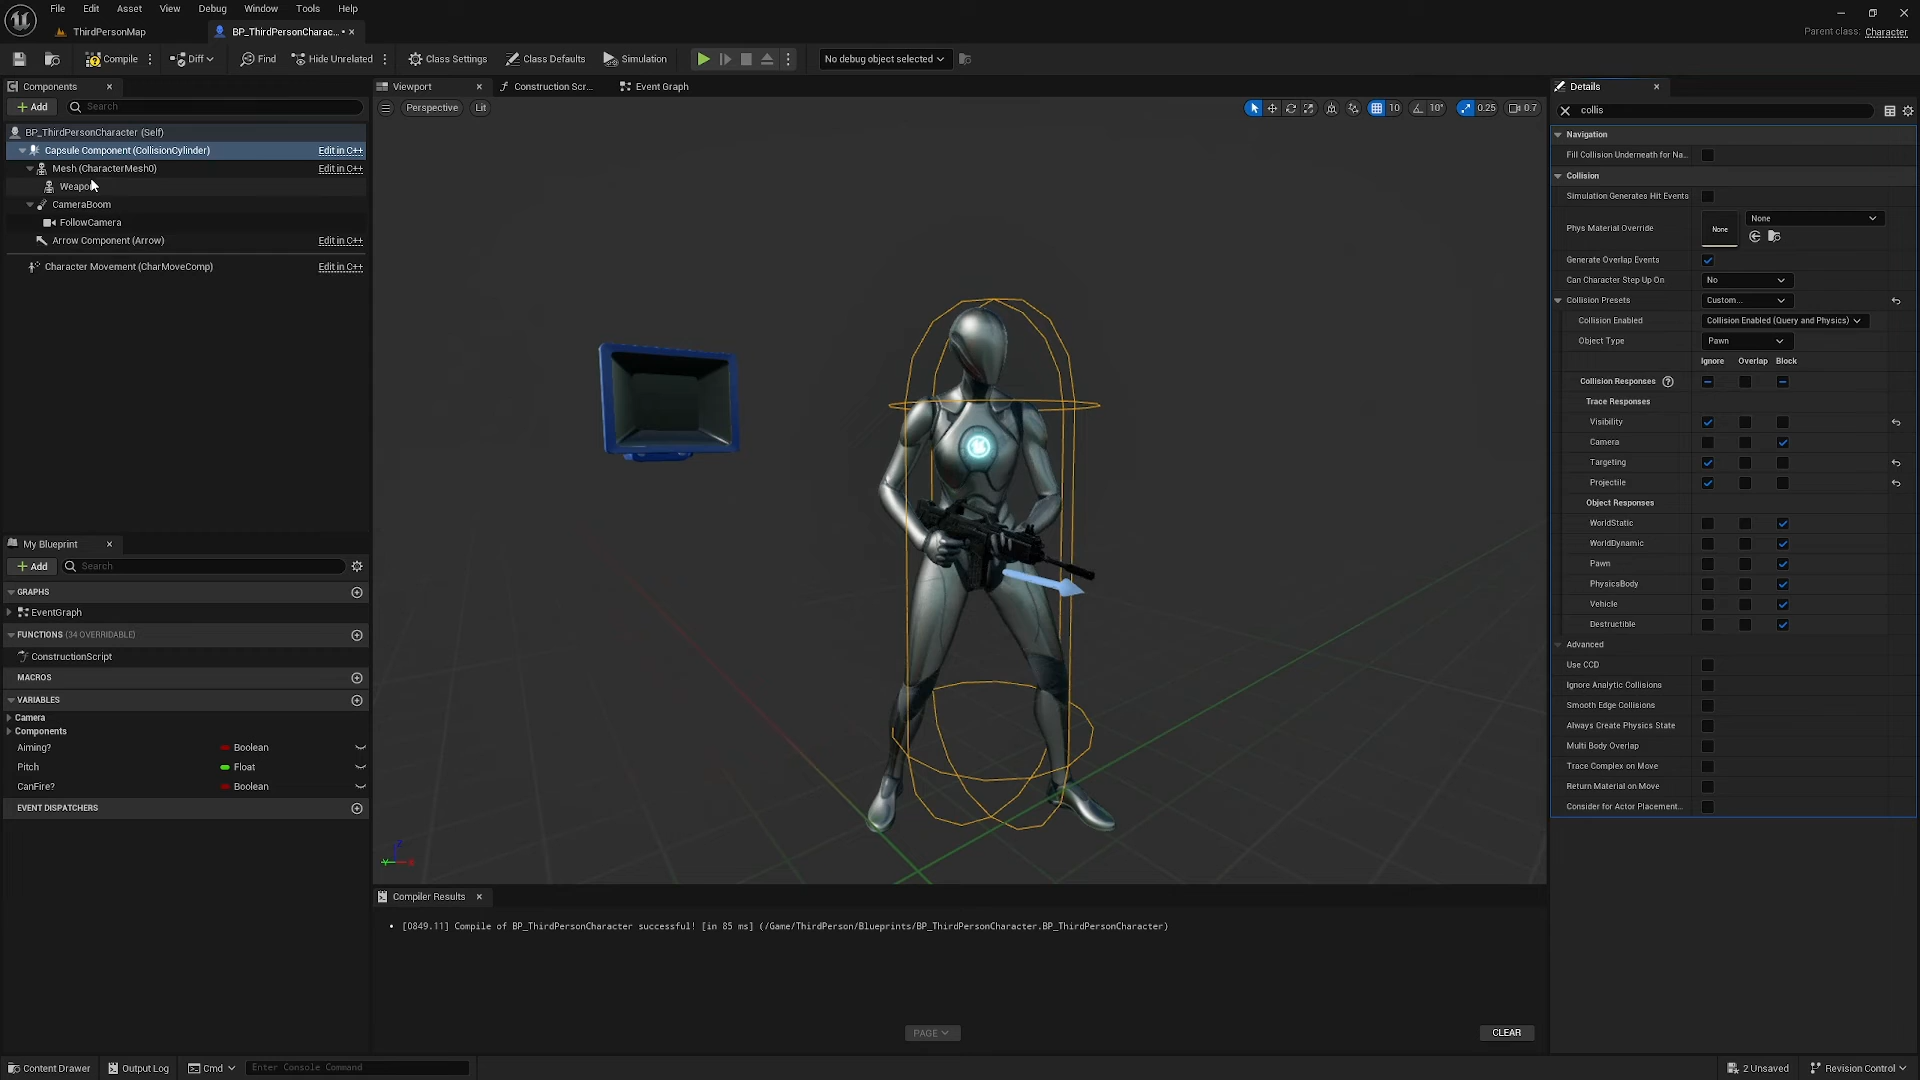 File Edit Asset View Debug Window Tools Help
ThirdPersonMap
BP_ThirdPersonCharac... •
Parent class: Character
Compile
Diff
Find
Hide Unrelated
Class Settings
Class Defaults
Simulation
No debug object selected
Components
Add
Search
BP_ThirdPersonCharacter (Self)
Capsule Component (CollisionCylinder) Edit in C++
Mesh (CharacterMesh0) Edit in C++
Weapon
CameraBoom
FollowCamera
Arrow Component (Arrow) Edit in C++
Character Movement (CharMoveComp) Edit in C++
My Blueprint
Add
Search
GRAPHS
EventGraph
FUNCTIONS (34 OVERRIDABLE)
ConstructionScript
MACROS
VARIABLES
Camera
Components
Aiming? Boolean
Pitch Float
CanFire? Boolean
EVENT DISPATCHERS
Viewport
Construction Scr...
Event Graph
Perspective
Lit
10
10°
0.25
0.7
Z
Compiler Results
• [0849.11] Compile of BP_ThirdPersonCharacter successful! [in 85 ms] (/Game/ThirdPerson/Blueprints/BP_ThirdPersonCharacter.BP_ThirdPersonCharacter)
PAGE
CLEAR
Details
collis
Navigation
Fill Collision Underneath for Na...
Collision
Simulation Generates Hit Events
Phys Material Override None None
Generate Overlap Events
Can Character Step Up On No
Collision Presets Custom...
Collision Enabled Collision Enabled (Query and Physics)
Object Type Pawn
Ignore Overlap Block
Collision Responses ?
Trace Responses
Visibility
Camera
Targeting
Projectile
Object Responses
WorldStatic
WorldDynamic
Pawn
PhysicsBody
Vehicle
Destructible
Advanced
Use CCD
Ignore Analytic Collisions
Smooth Edge Collisions
Always Create Physics State
Multi Body Overlap
Trace Complex on Move
Return Material on Move
Consider for Actor Placement...
Content Drawer
Output Log
Cmd
Enter Console Command
2 Unsaved
Revision Control